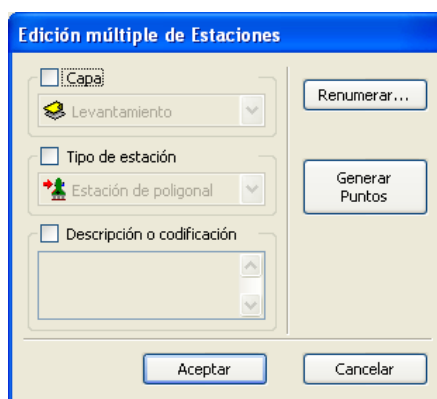 Edición múltiple de Estaciones
Capa
Levantamiento
Renumerar...
Tipo de estación
Estación de poligonal
Generar
Puntos
Descripción o codificación
Aceptar
Cancelar